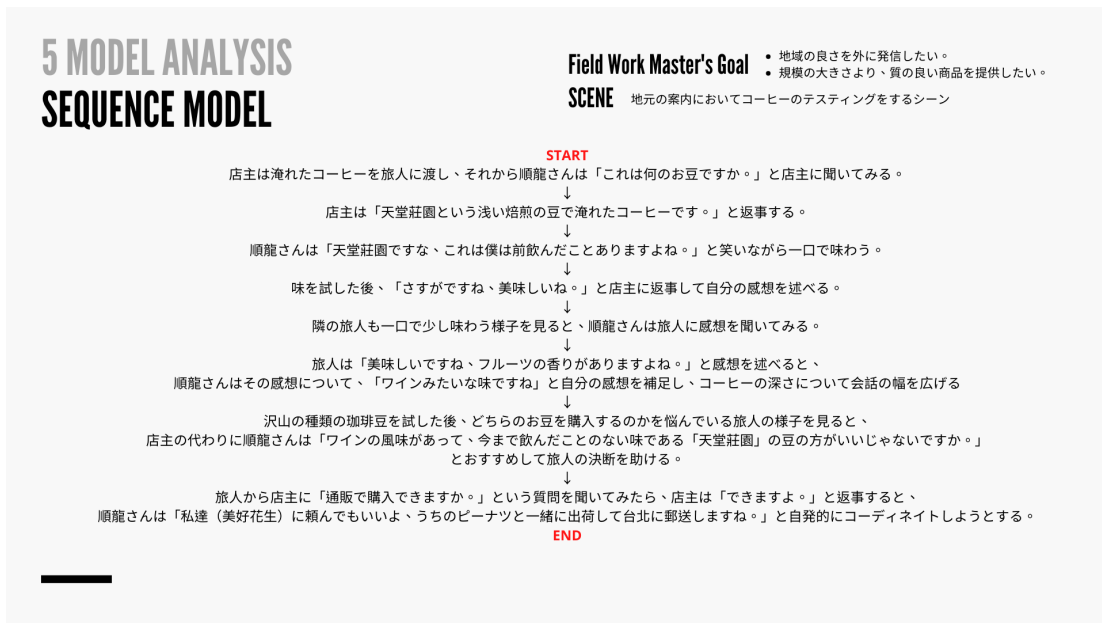 5 MODEL ANALYSIS
SEQUENCE MODEL
Field Work Master's Goal
• 地域の良さを外に発信したい。
• 規模の大きさより、質の良い商品を提供したい。
SCENE 地元の案内においてコーヒーのテスティングをするシーン
START
店主は淹れたコーヒーを旅人に渡し、それから順龍さんは「これは何のお豆ですか。」と店主に聞いてみる。
↓
店主は「天堂莊園という浅い焙煎の豆で淹れたコーヒーです。」と返事する。
↓
順龍さんは「天堂莊園ですな、これは僕は前飲んだことありますよね。」と笑いながら一口で味わう。
↓
味を試した後、「さすがですね、美味しいね。」と店主に返事して自分の感想を述べる。
↓
隣の旅人も一口で少し味わう様子を見ると、順龍さんは旅人に感想を聞いてみる。
↓
旅人は「美味しいですね、フルーツの香りがありますよね。」と感想を述べると、
順龍さんはその感想について、「ワインみたいな味ですね」と自分の感想を補足し、コーヒーの深さについて会話の幅を広げる
↓
沢山の種類の珈琲豆を試した後、どちらのお豆を購入するのかを悩んでいる旅人の様子を見ると、
店主の代わりに順龍さんは「ワインの風味があって、今まで飲んだことのない味である「天堂莊園」の豆の方がいいじゃないですか。」
とおすすめして旅人の決断を助ける。
↓
旅人から店主に「通販で購入できますか。」という質問を聞いてみたら、店主は「できますよ。」と返事すると、
順龍さんは「私達（美好花生）に頼んでもいいよ、うちのピーナツと一緒に出荷して台北に郵送しますね。」と自発的にコーディネイトしようとする。
END